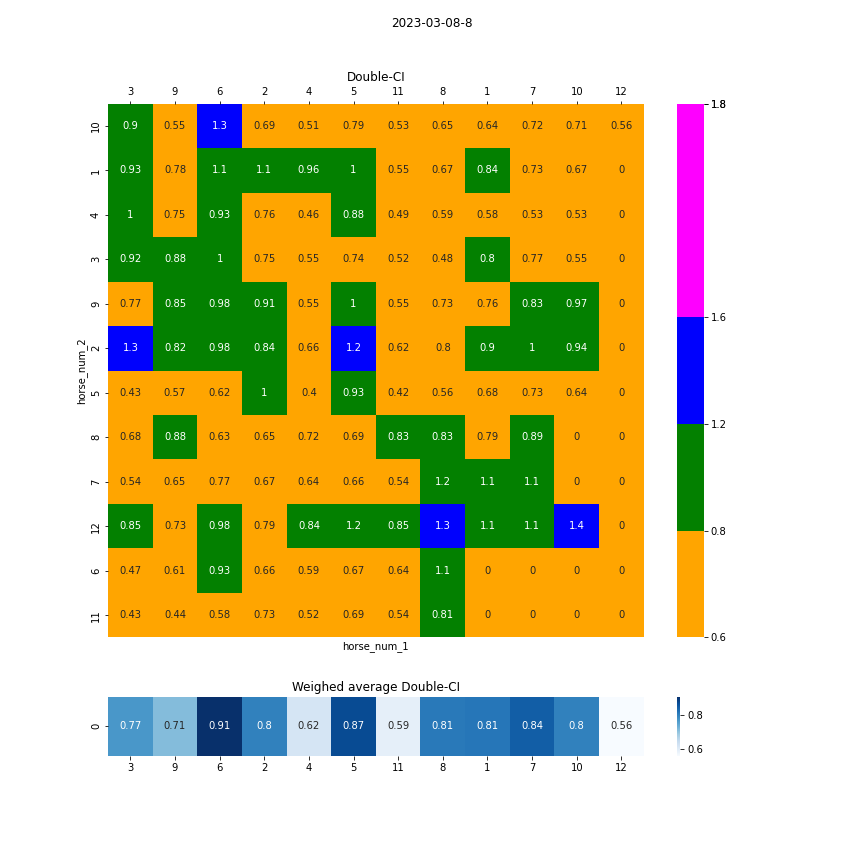 2023-03-08-8
Double-CI
3 9 6 2 4 5 11 8 1 7 10 12
10 0.9 0.55 1.3 0.69 0.51 0.79 0.53 0.65 0.64 0.72 0.71 0.56
1 0.93 0.78 1.1 1.1 0.96 1 0.55 0.67 0.84 0.73 0.67 0
4 1 0.75 0.93 0.76 0.46 0.88 0.49 0.59 0.58 0.53 0.53 0
3 0.92 0.88 1 0.75 0.55 0.74 0.52 0.48 0.8 0.77 0.55 0
9 0.77 0.85 0.98 0.91 0.55 1 0.55 0.73 0.76 0.83 0.97 0
2 1.3 0.82 0.98 0.84 0.66 1.2 0.62 0.8 0.9 1 0.94 0
5 0.43 0.57 0.62 1 0.4 0.93 0.42 0.56 0.68 0.73 0.64 0
8 0.68 0.88 0.63 0.65 0.72 0.69 0.83 0.83 0.79 0.89 0 0
7 0.54 0.65 0.77 0.67 0.64 0.66 0.54 1.2 1.1 1.1 0 0
12 0.85 0.73 0.98 0.79 0.84 1.2 0.85 1.3 1.1 1.1 1.4 0
6 0.47 0.61 0.93 0.66 0.59 0.67 0.64 1.1 0 0 0 0
11 0.43 0.44 0.58 0.73 0.52 0.69 0.54 0.81 0 0 0 0
horse_num_2
horse_num_1
1.8
1.6
1.2
0.8
0.6
Weighed average Double-CI
0 0.77 0.71 0.91 0.8 0.62 0.87 0.59 0.81 0.81 0.84 0.8 0.56
3 9 6 2 4 5 11 8 1 7 10 12
0.8
0.6